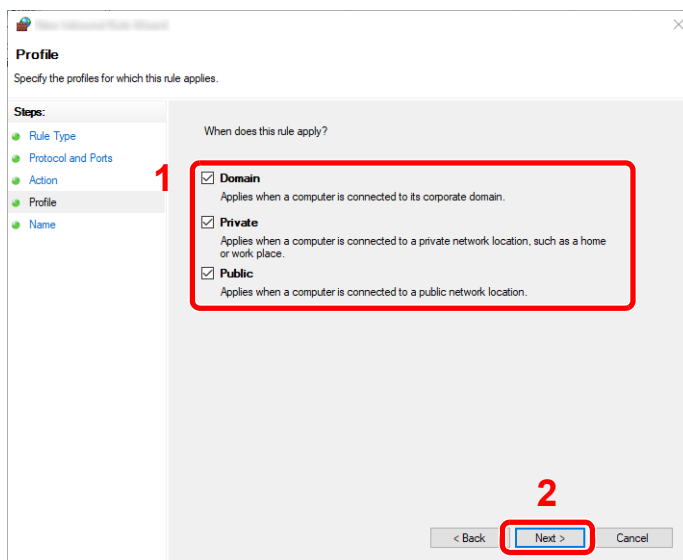 Profile
Specify the profiles for which this rule applies.
Steps:
Rule Type
Protocol and Ports
Action
Profile
Name
When does this rule apply?
1
Domain
Applies when a computer is connected to its corporate domain.
Private
Applies when a computer is connected to a private network location, such as a home
or work place.
Public
Applies when a computer is connected to a public network location.
2
< Back
Next >
Cancel